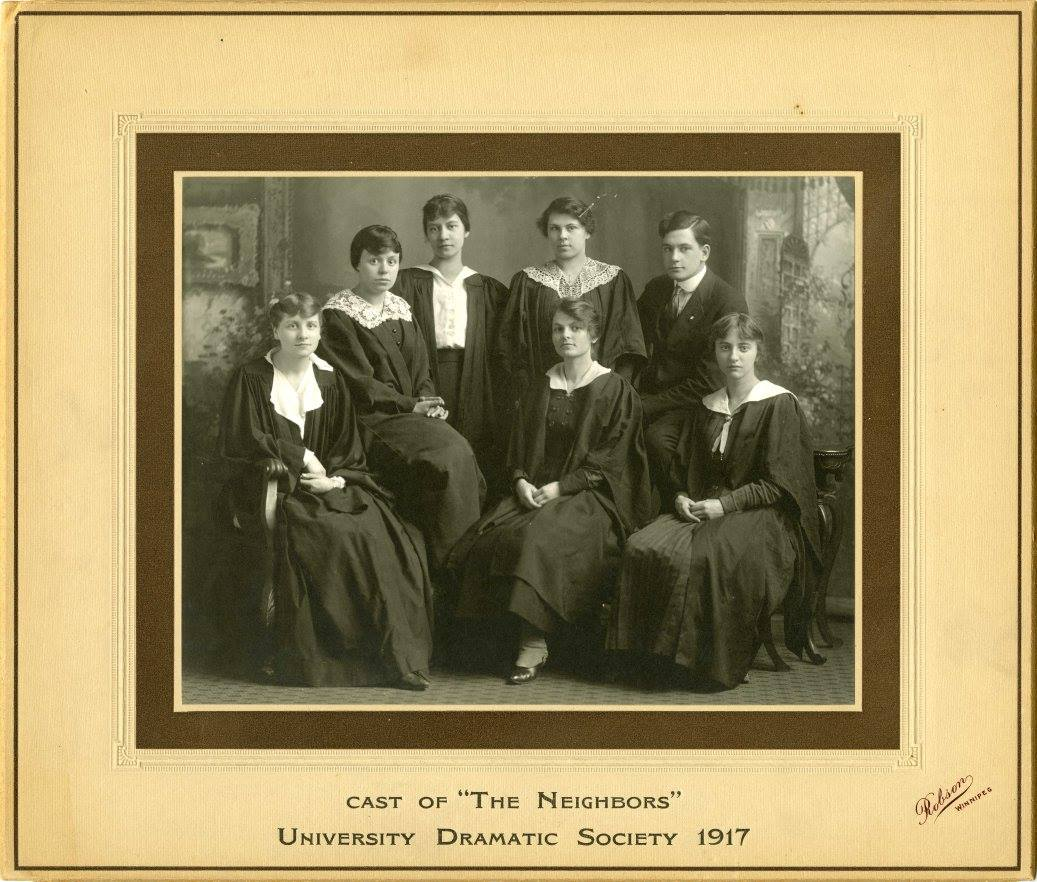 CAST OF "THE NEIGHBORS"
UNIVERSITY DRAMATIC SOCIETY 1917
Robson
WINNIPEG